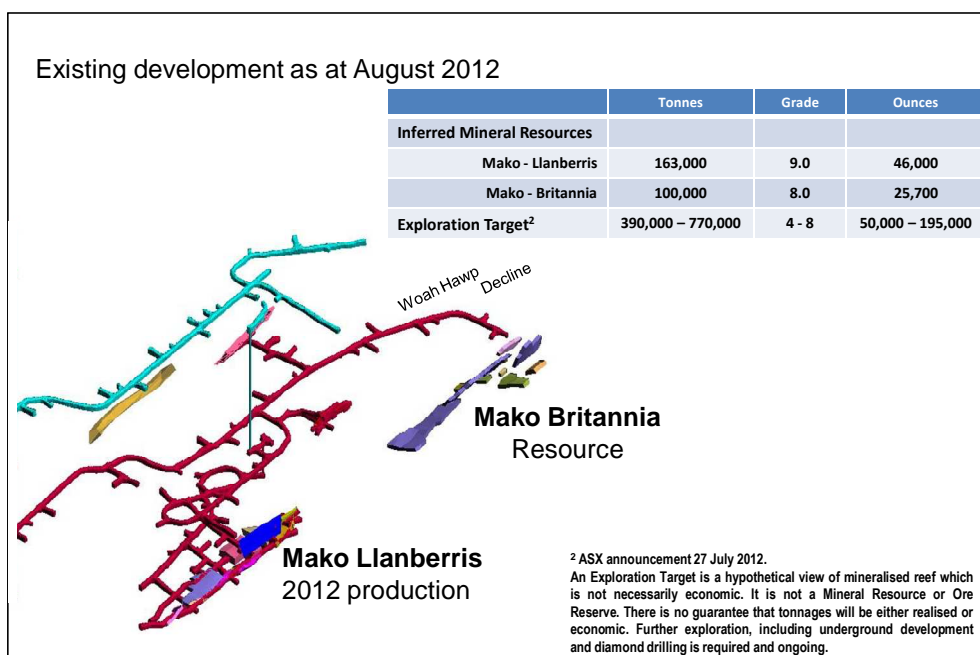 Existing development as at August 2012
Tonnes Grade Ounces
Inferred Mineral Resources
Mako - Llanberris 163,000 9.0 46,000
Mako - Britannia 100,000 8.0 25,700
Exploration Target² 390,000 – 770,000 4 - 8 50,000 – 195,000
Woah Hawp Decline
Mako Britannia
Resource
Mako Llanberris
2012 production
² ASX announcement 27 July 2012.
An Exploration Target is a hypothetical view of mineralised reef which
is not necessarily economic. It is not a Mineral Resource or Ore
Reserve. There is no guarantee that tonnages will be either realised or
economic. Further exploration, including underground development
and diamond drilling is required and ongoing.